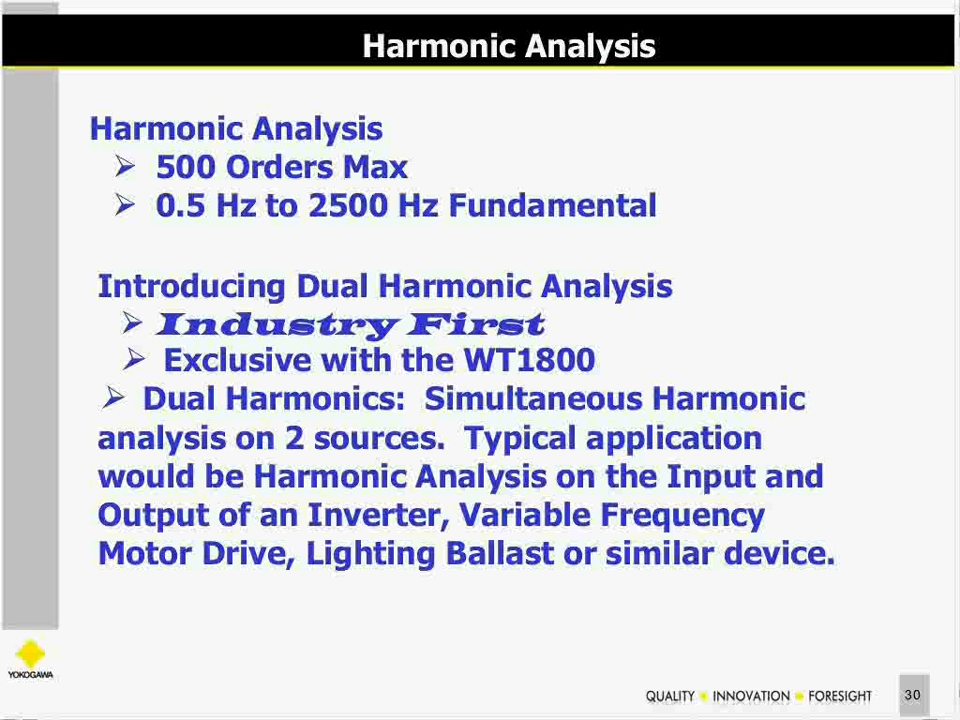 Harmonic Analysis
Harmonic Analysis
➢ 500 Orders Max
➢ 0.5 Hz to 2500 Hz Fundamental
Introducing Dual Harmonic Analysis
➢ Industry First
➢ Exclusive with the WT1800
➢ Dual Harmonics: Simultaneous Harmonic
analysis on 2 sources. Typical application
would be Harmonic Analysis on the Input and
Output of an Inverter, Variable Frequency
Motor Drive, Lighting Ballast or similar device.
YOKOGAWA
QUALITY INNOVATION FORESIGHT
30